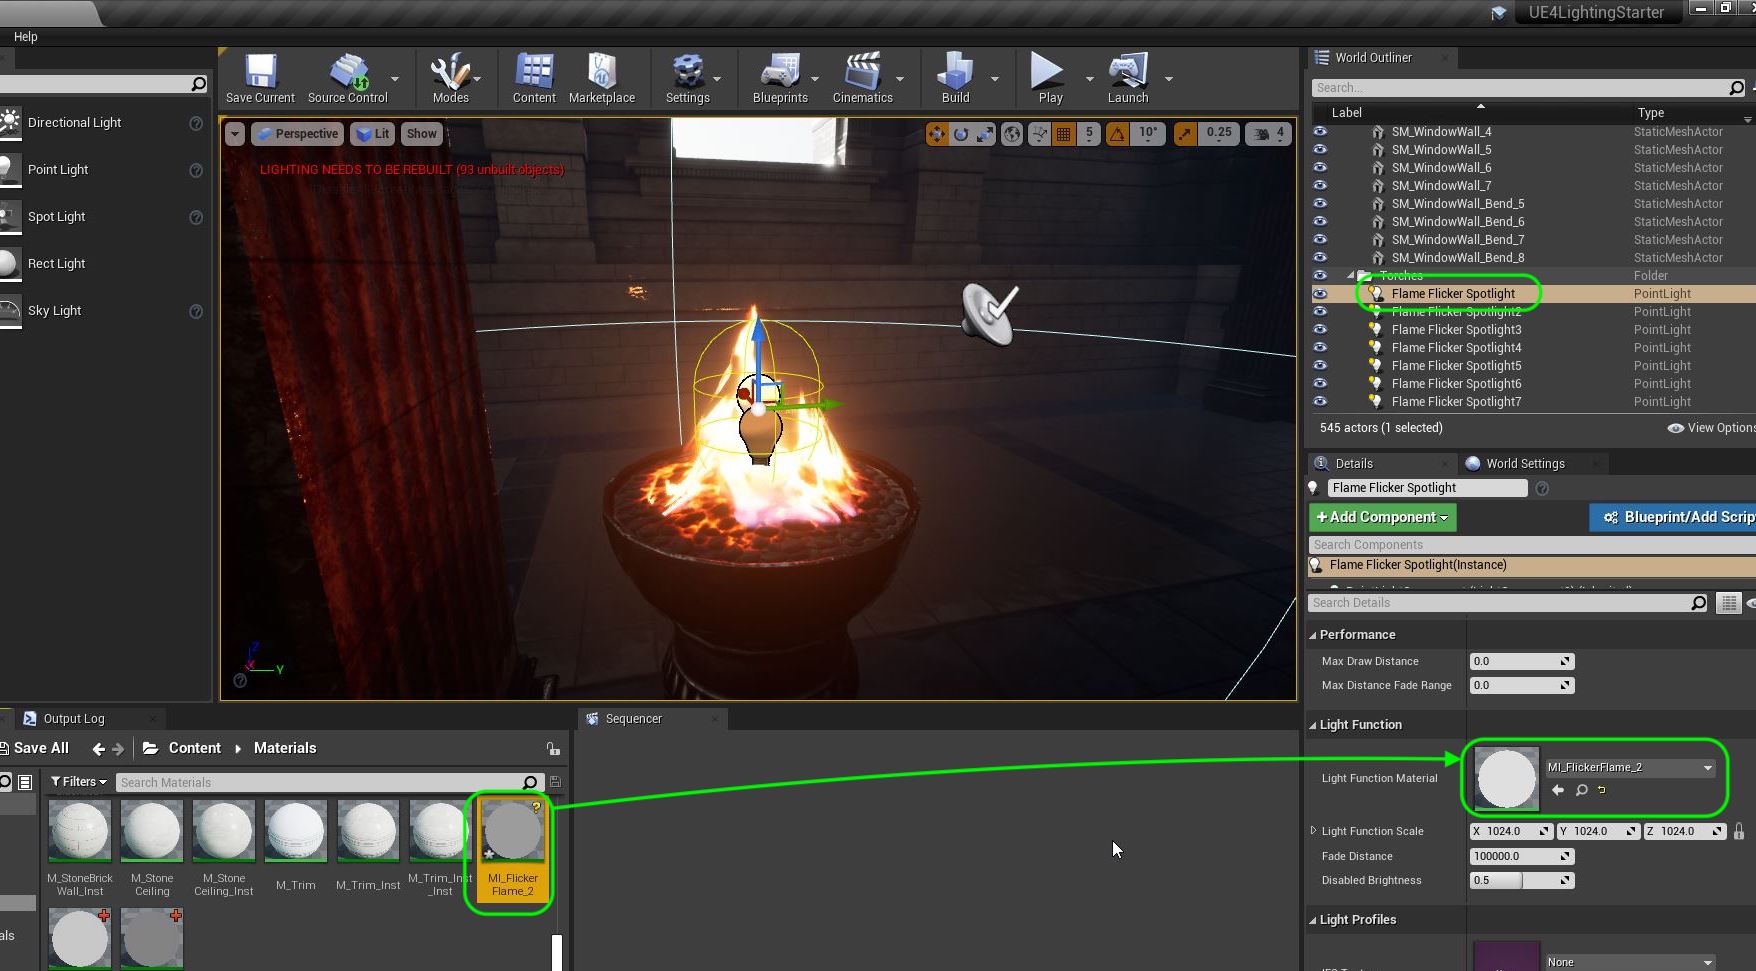 UE4LightingStarter
Help
Save Current
Source Control
Modes
Content
Marketplace
Settings
Blueprints
Cinematics
Build
Play
Launch
Directional Light
Point Light
Spot Light
Rect Light
Sky Light
Perspective
Lit
Show
5
10°
0.25
4
LIGHTING NEEDS TO BE REBUILT (93 unbuilt objects)
Z
X
Y
World Outliner
Search...
Label
Type
SM_WindowWall_4 StaticMeshActor
SM_WindowWall_5 StaticMeshActor
SM_WindowWall_6 StaticMeshActor
SM_WindowWall_7 StaticMeshActor
SM_WindowWall_Bend_5 StaticMeshActor
SM_WindowWall_Bend_6 StaticMeshActor
SM_WindowWall_Bend_7 StaticMeshActor
SM_WindowWall_Bend_8 StaticMeshActor
Torches Folder
Flame Flicker Spotlight PointLight
Flame Flicker Spotlight2 PointLight
Flame Flicker Spotlight3 PointLight
Flame Flicker Spotlight4 PointLight
Flame Flicker Spotlight5 PointLight
Flame Flicker Spotlight6 PointLight
Flame Flicker Spotlight7 PointLight
545 actors (1 selected)
View Options
Details
World Settings
Flame Flicker Spotlight
+Add Component
Blueprint/Add Scrip
Search Components
Flame Flicker Spotlight(Instance)
Search Details
Performance
Max Draw Distance 0.0
Max Distance Fade Range 0.0
Light Function
Light Function Material
MI_FlickerFlame_2
Light Function Scale X 1024.0 Y 1024.0 Z 1024.0
Fade Distance 100000.0
Disabled Brightness 0.5
Light Profiles
None
Output Log
Save All
Content
Materials
als
Filters
Search Materials
M_StoneBrick
Wall_Inst
M_Stone
Ceiling
M_Stone
Ceiling_Inst
M_Trim
M_Trim_Inst
M_Trim_Inst
_Inst
MI_Flicker
Flame_2
Sequencer